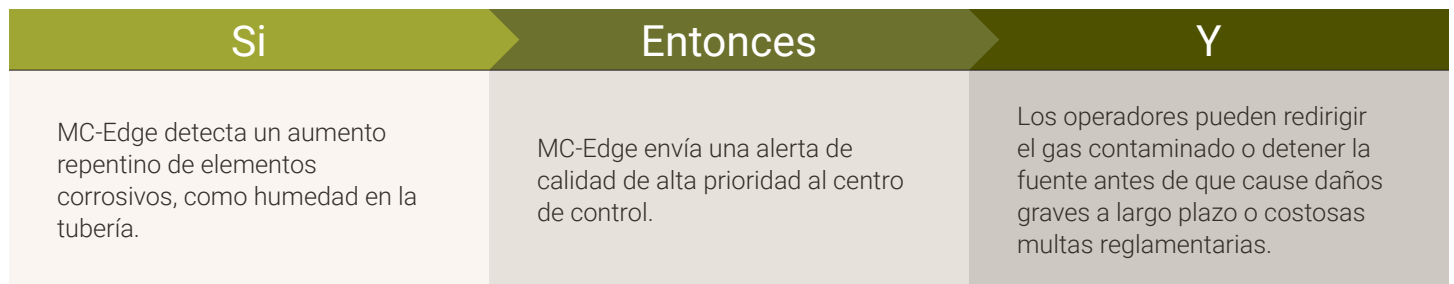 Si
Entonces
Y
MC-Edge detecta un aumento
repentino de elementos
corrosivos, como humedad en la
tubería.
MC-Edge envía una alerta de
calidad de alta prioridad al centro
de control.
Los operadores pueden redirigir
el gas contaminado o detener la
fuente antes de que cause daños
graves a largo plazo o costosas
multas reglamentarias.